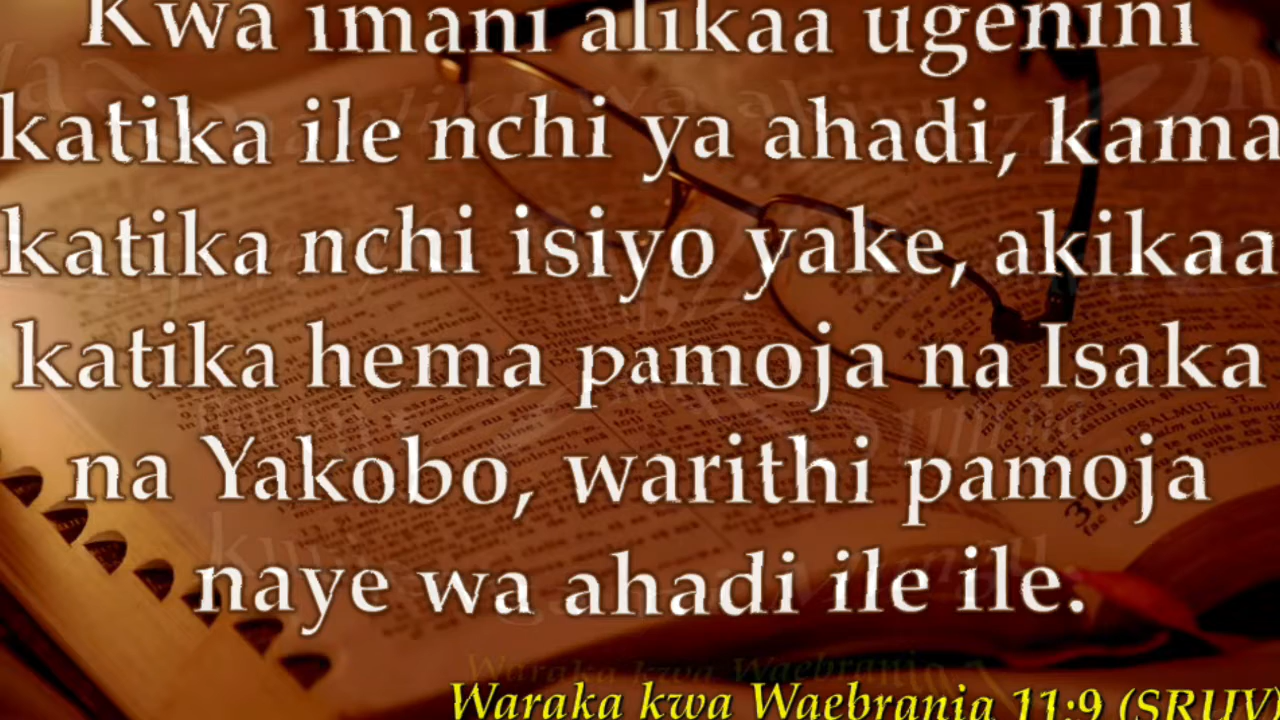 Kwa imani alikaa ugenini
katika ile nchi ya ahadi, kama
katika nchi isiyo yake, akikaa
katika hema pamoja na Isaka
na Yakobo, warithi pamoja
naye wa ahadi ile ile.
Waraka kwa Waebrania 11:9 (SRUV)